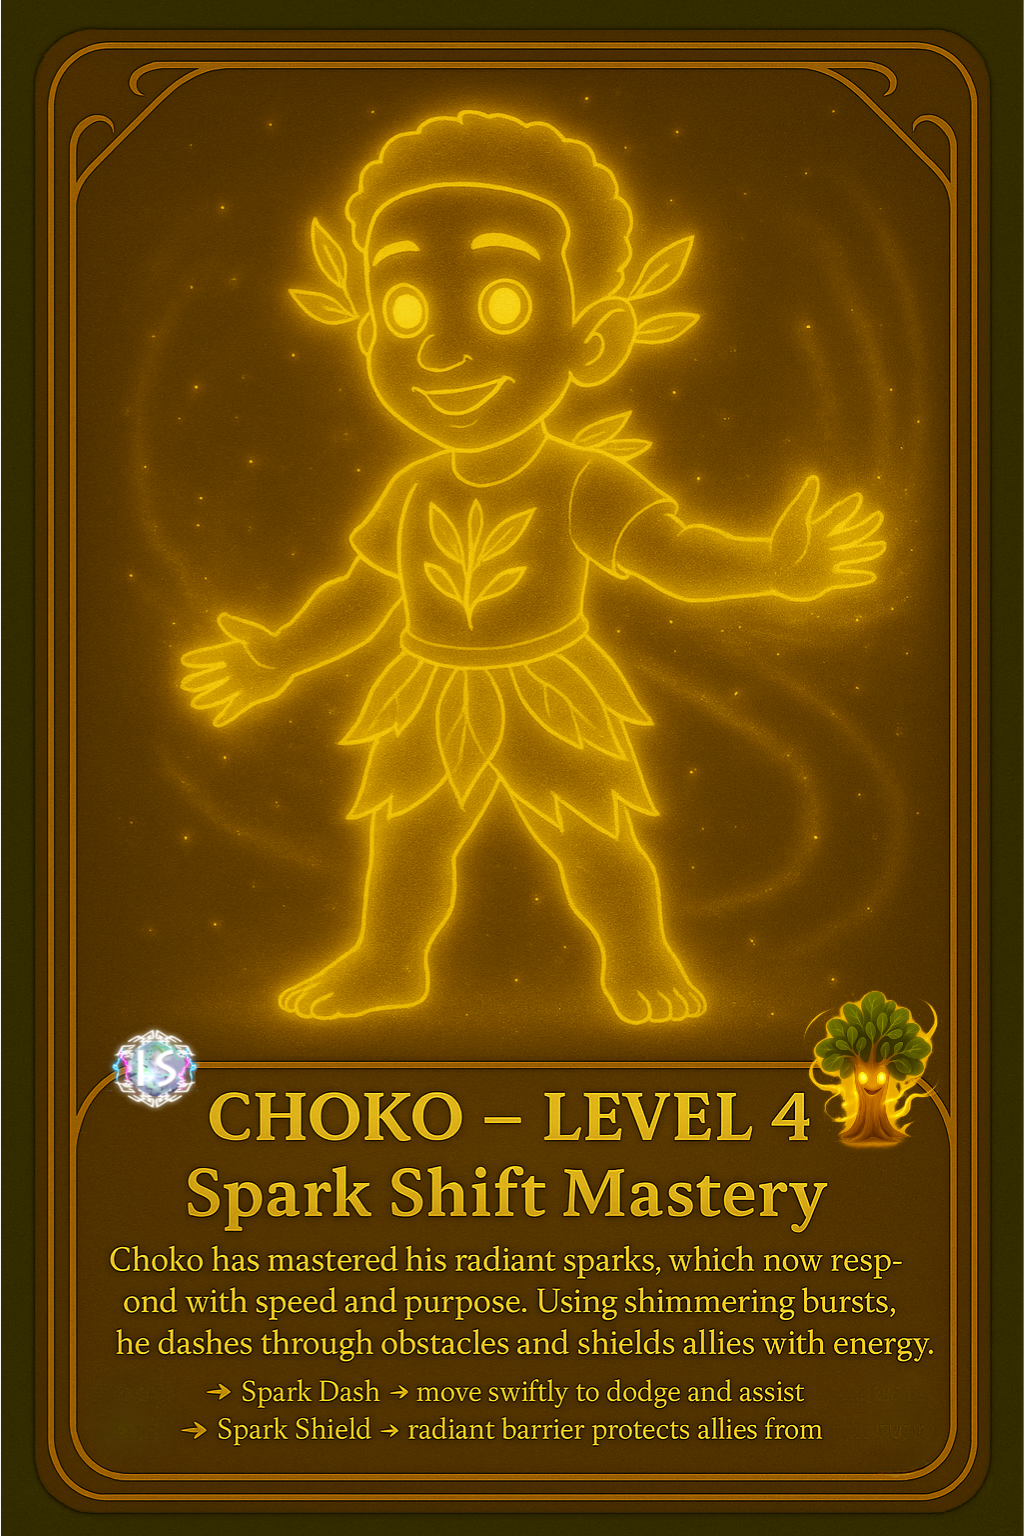 IS
CHOKO – LEVEL 4
Spark Shift Mastery
Choko has mastered his radiant sparks, which now resp-
ond with speed and purpose. Using shimmering bursts,
he dashes through obstacles and shields allies with energy.
→ Spark Dash → move swiftly to dodge and assist
→ Spark Shield → radiant barrier protects allies from